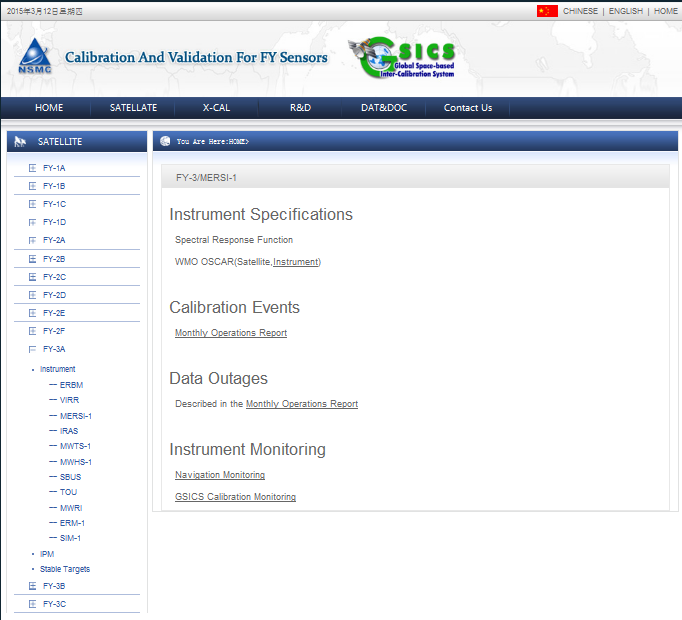 2015年3月12日星期四
CHINESE | ENGLISH | HOME
NSMC
Calibration And Validation For FY Sensors
GSICS
Global Space-based
Inter-Calibration System
HOME SATELLITE X-CAL R&D DAT&DOC Contact Us
SATELLITE
FY-1A
FY-1B
FY-1C
FY-1D
FY-2A
FY-2B
FY-2C
FY-2D
FY-2E
FY-2F
FY-3A
Instrument
ERBM
VIRR
MERSI-1
IRAS
MWTS-1
MWHS-1
SBUS
TOU
MWRI
ERM-1
SIM-1
IPM
Stable Targets
FY-3B
FY-3C
You Are Here:HOME>
FY-3/MERSI-1
Instrument Specifications
Spectral Response Function
WMO OSCAR(Satellite,Instrument)
Calibration Events
Monthly Operations Report
Data Outages
Described in the Monthly Operations Report
Instrument Monitoring
Navigation Monitoring
GSICS Calibration Monitoring